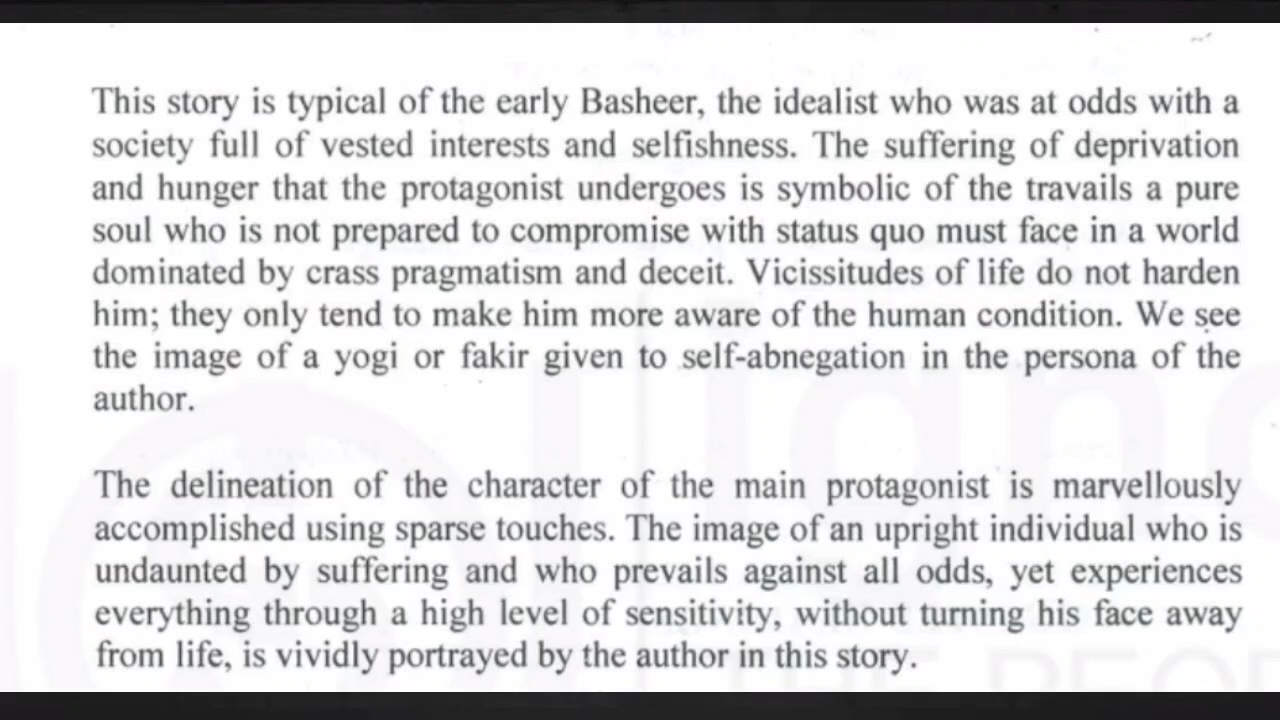 This story is typical of the early Basheer, the idealist who was at odds with a
society full of vested interests and selfishness. The suffering of deprivation
and hunger that the protagonist undergoes is symbolic of the travails a pure
soul who is not prepared to compromise with status quo must face in a world
dominated by crass pragmatism and deceit. Vicissitudes of life do not harden
him; they only tend to make him more aware of the human condition. We see
the image of a yogi or fakir given to self-abnegation in the persona of the
author.
The delineation of the character of the main protagonist is marvellously
accomplished using sparse touches. The image of an upright individual who is
undaunted by suffering and who prevails against all odds, yet experiences
everything through a high level of sensitivity, without turning his face away
from life, is vividly portrayed by the author in this story.